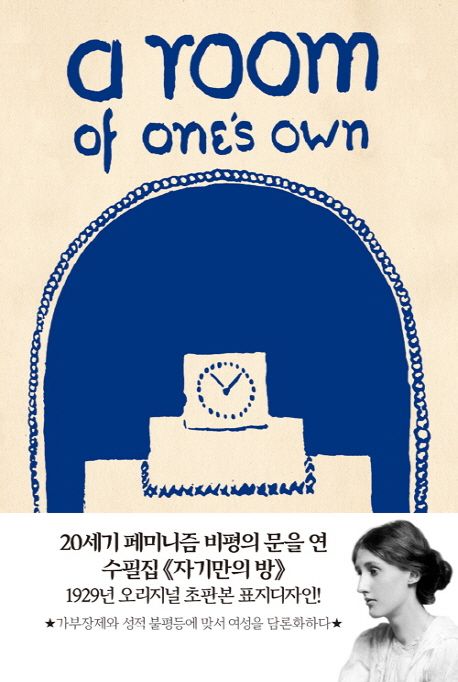 a room
of one's own
20세기 페미니즘 비평의 문을 연
수필집 《자기만의 방》
1929년 오리지널 초판본 표지디자인!
★가부장제와 성적 불평등에 맞서 여성을 담론화하다★